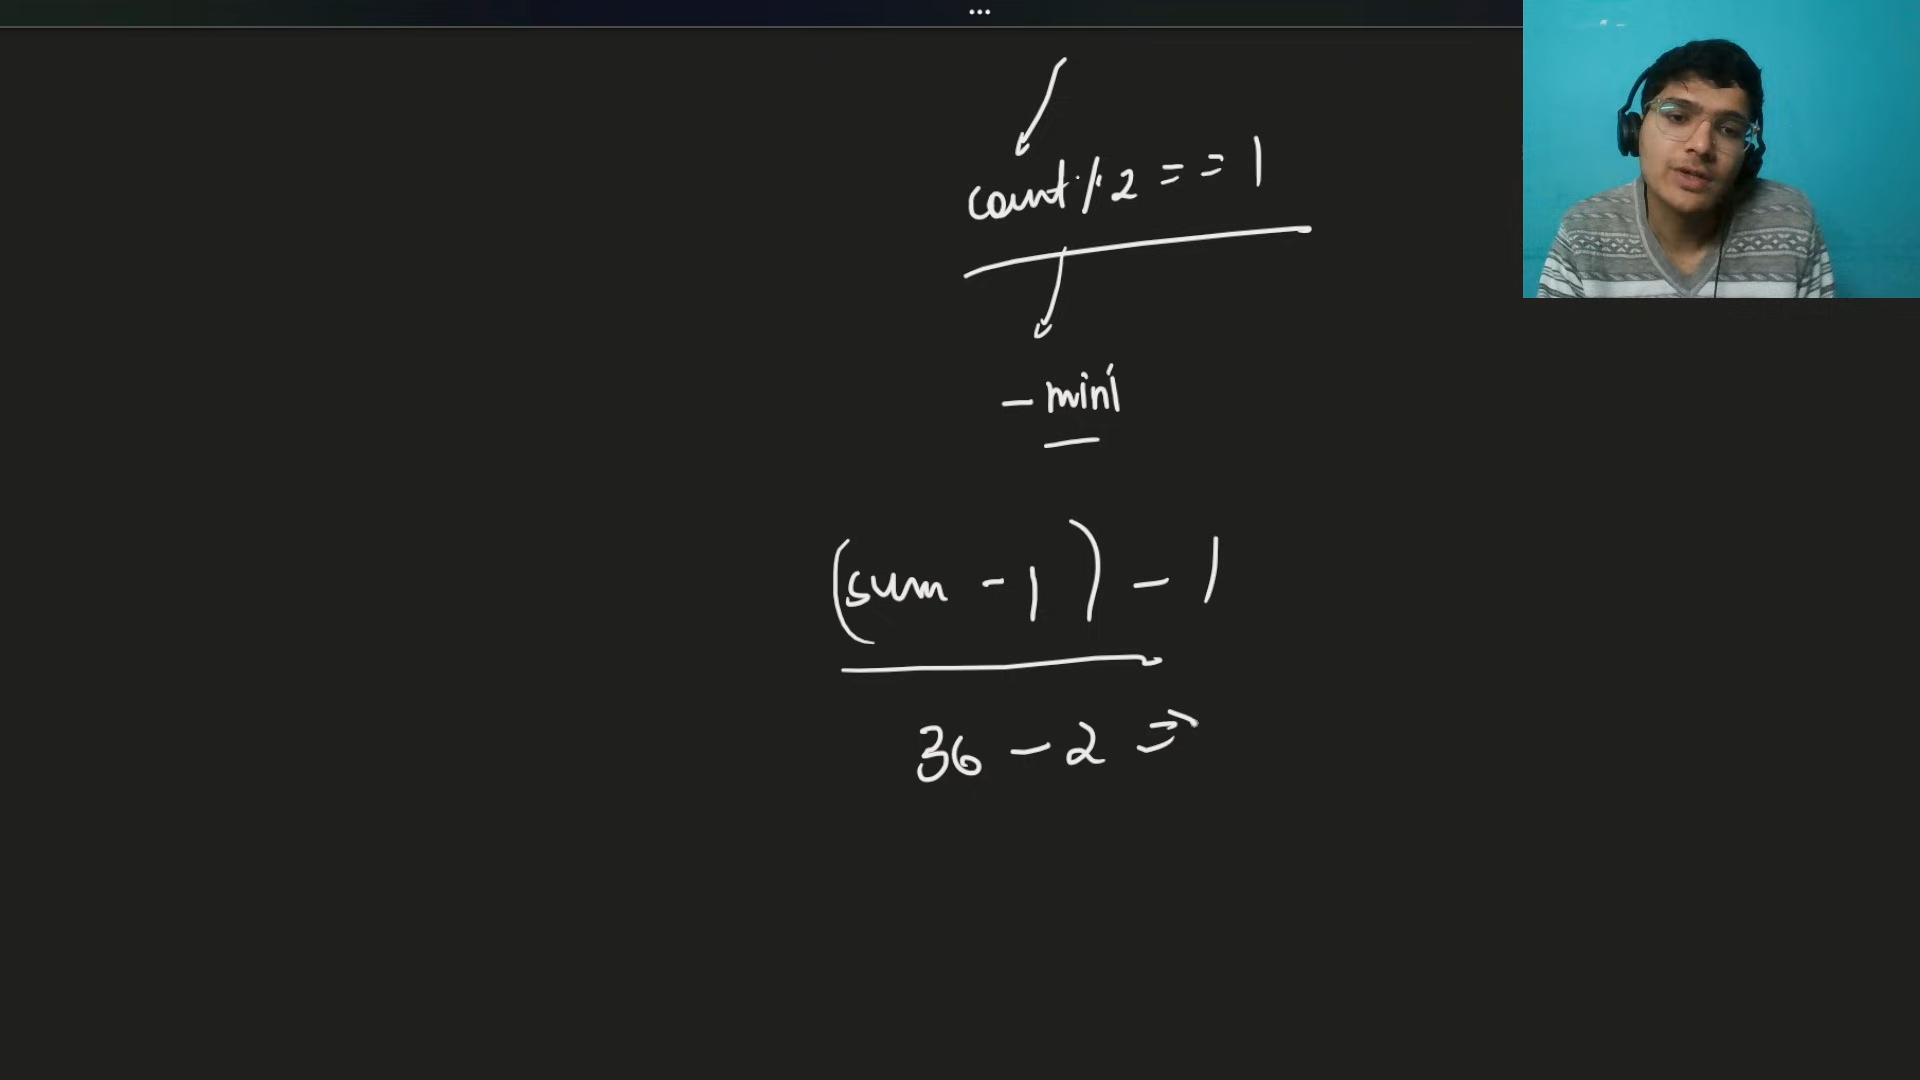 ...
count % 2 == 1
- mini
(sum - 1) - 1
36 - 2 =>